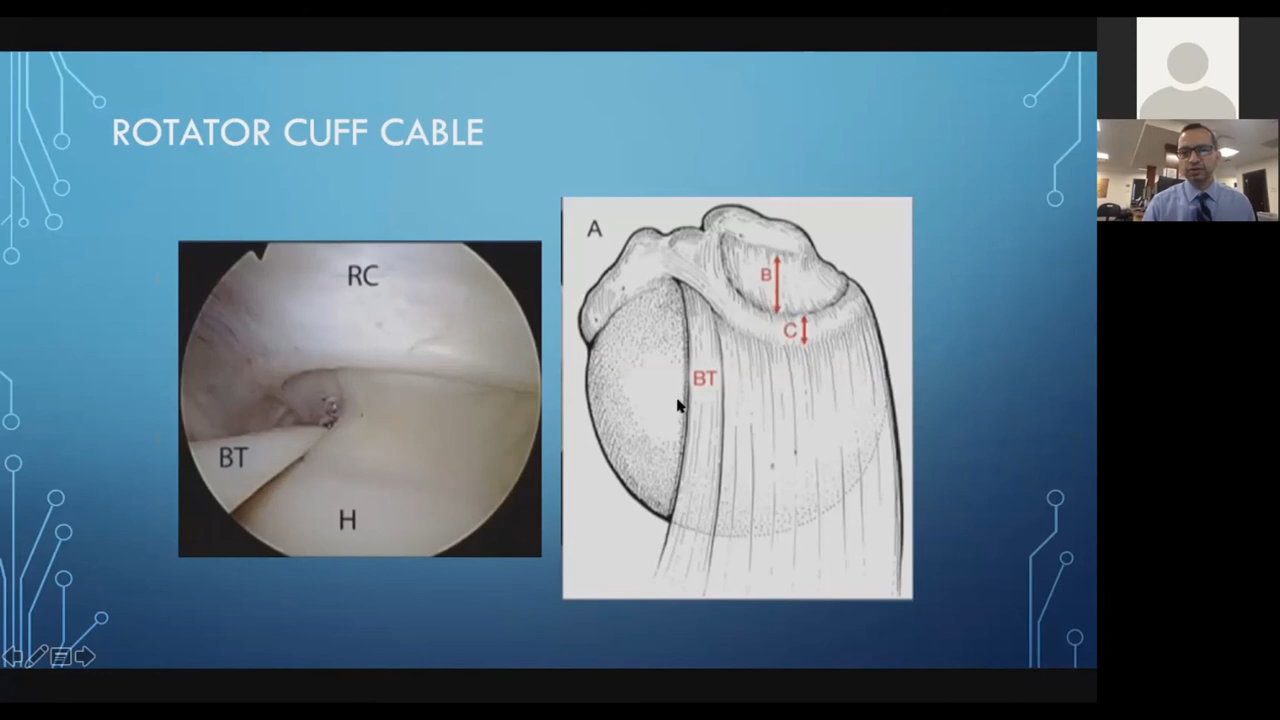 ROTATOR CUFF CABLE
RC
BT
H
A
B
C
BT